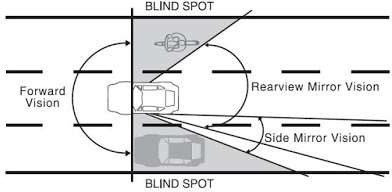 BLIND SPOT
Forward
Vision
Rearview Mirror Vision
Side Mirror Vision
BLIND SPOT